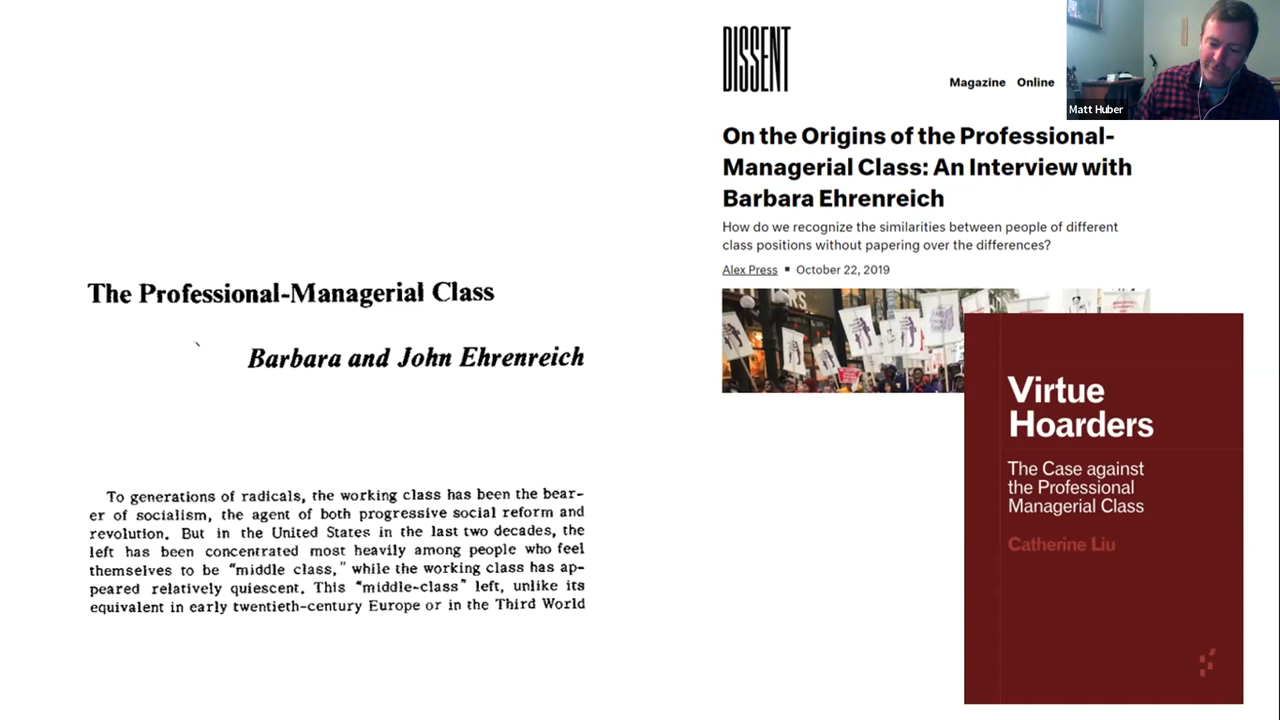 The Professional-Managerial Class
Barbara and John Ehrenreich
To generations of radicals, the working class has been the bear-
er of socialism, the agent of both progressive social reform and
revolution. But in the United States in the last two decades, the
left has been concentrated most heavily among people who feel
themselves to be "middle class," while the working class has ap-
peared relatively quiescent. This "middle-class" left, unlike its
equivalent in early twentieth-century Europe or in the Third World
DISSENT
Magazine Online
On the Origins of the Professional-
Managerial Class: An Interview with
Barbara Ehrenreich
How do we recognize the similarities between people of different
class positions without papering over the differences?
Alex Press ▪ October 22, 2019
Virtue
Hoarders
The Case against
the Professional
Managerial Class
Catherine Liu
Matt Huber